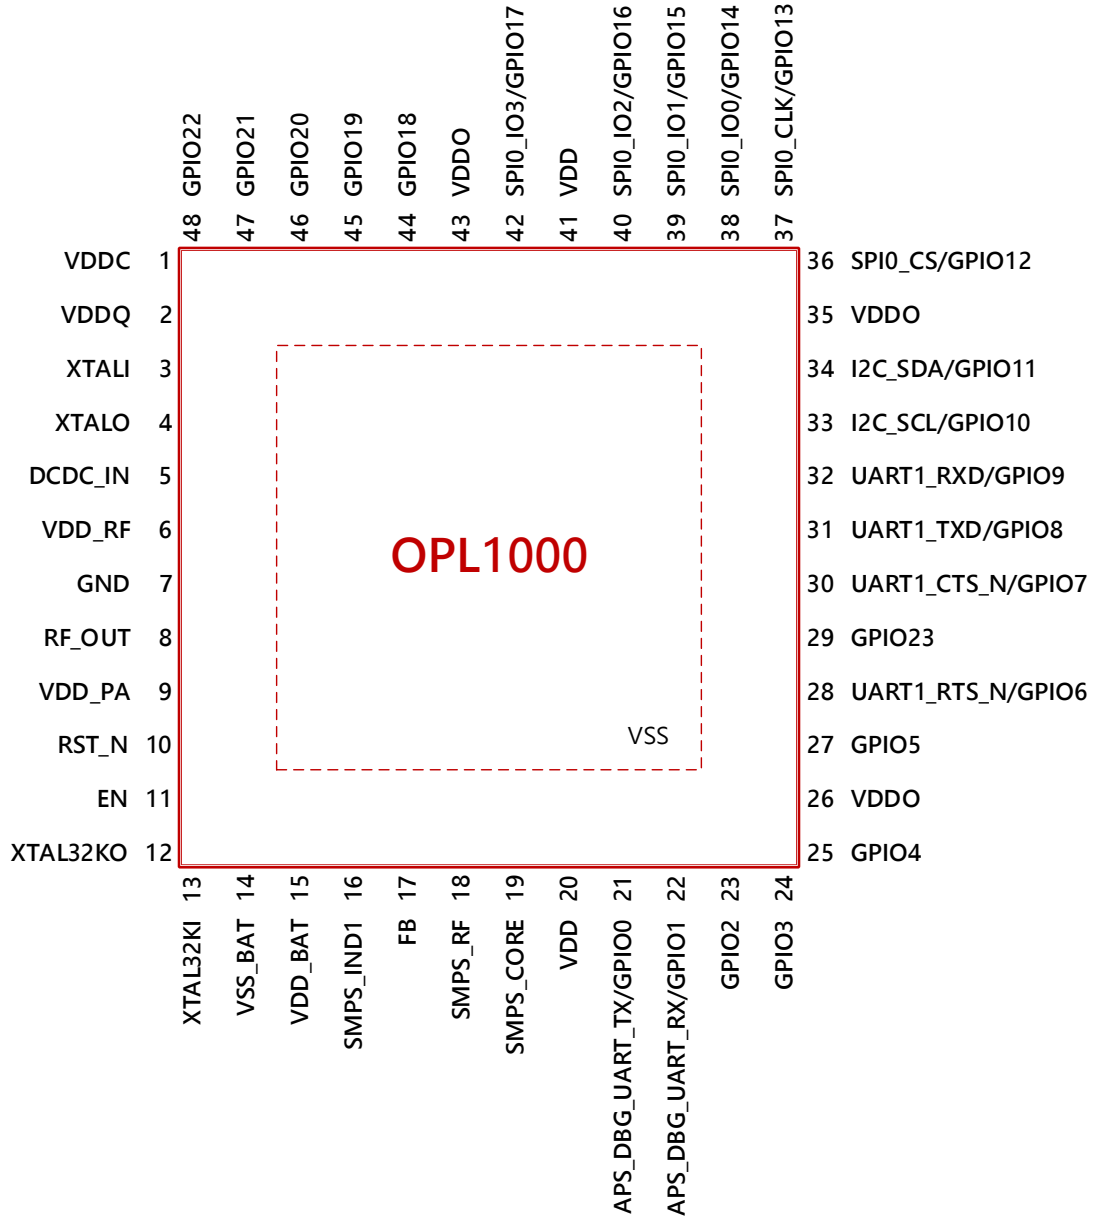 48 GPIO22
47 GPIO21
46 GPIO20
45 GPIO19
44 GPIO18
43 VDDO
42 SPI0_IO3/GPIO17
41 VDD
40 SPI0_IO2/GPIO16
39 SPI0_IO1/GPIO15
38 SPI0_IO0/GPIO14
37 SPI0_CLK/GPIO13
VDDC 1
VDDQ 2
XTALI 3
XTALO 4
DCDC_IN 5
VDD_RF 6
GND 7
RF_OUT 8
VDD_PA 9
RST_N 10
EN 11
XTAL32KO 12
OPL1000
VSS
36 SPI0_CS/GPIO12
35 VDDO
34 I2C_SDA/GPIO11
33 I2C_SCL/GPIO10
32 UART1_RXD/GPIO9
31 UART1_TXD/GPIO8
30 UART1_CTS_N/GPIO7
29 GPIO23
28 UART1_RTS_N/GPIO6
27 GPIO5
26 VDDO
25 GPIO4
XTAL32KI 13
VSS_BAT 14
VDD_BAT 15
SMPS_IND1 16
FB 17
SMPS_RF 18
SMPS_CORE 19
VDD 20
APS_DBG_UART_TX/GPIO0 21
APS_DBG_UART_RX/GPIO1 22
GPIO2 23
GPIO3 24